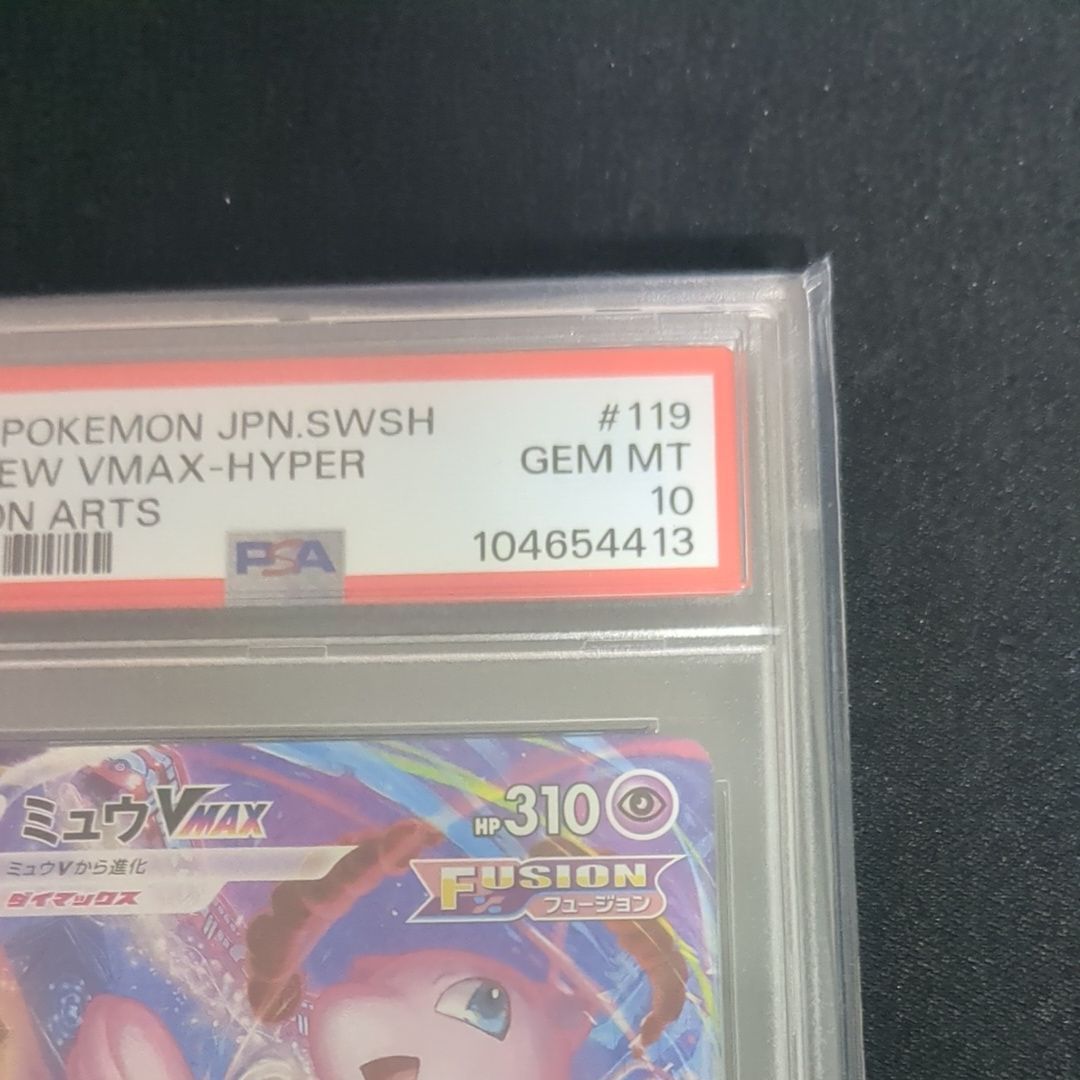 POKEMON JPN.SWSH #119
EW VMAX-HYPER GEM MT
ON ARTS 10
PSA 104654413
ミュウVMAX HP310
ミュウVから進化
ダイマックス
FUSION
フュージョン